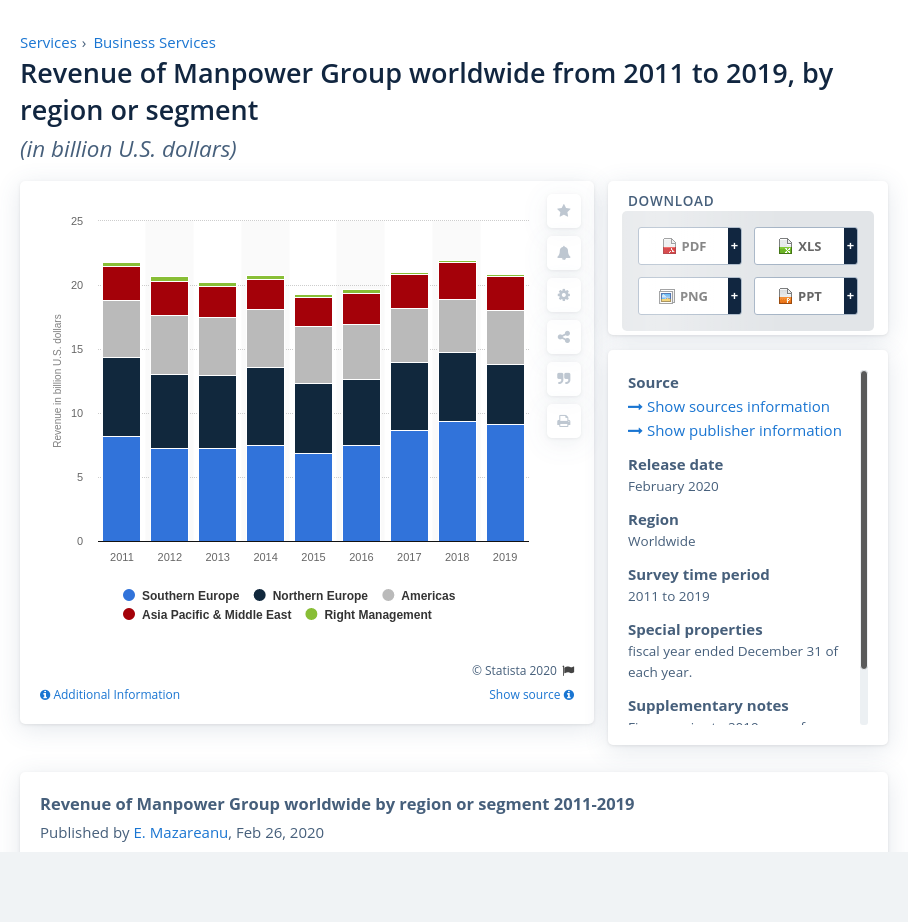 Services › Business Services
Revenue of Manpower Group worldwide from 2011 to 2019, by
region or segment
(in billion U.S. dollars)
25
20
15
10
5
0
Revenue in billion U.S. dollars
2011 2012 2013 2014 2015 2016 2017 2018 2019
Southern Europe Northern Europe Americas
Asia Pacific & Middle East Right Management
© Statista 2020
Additional Information Show source
DOWNLOAD
PDF + XLS +
PNG + PPT +
Source
Show sources information
Show publisher information
Release date
February 2020
Region
Worldwide
Survey time period
2011 to 2019
Special properties
fiscal year ended December 31 of
each year.
Supplementary notes
Revenue of Manpower Group worldwide by region or segment 2011-2019
Published by E. Mazareanu, Feb 26, 2020